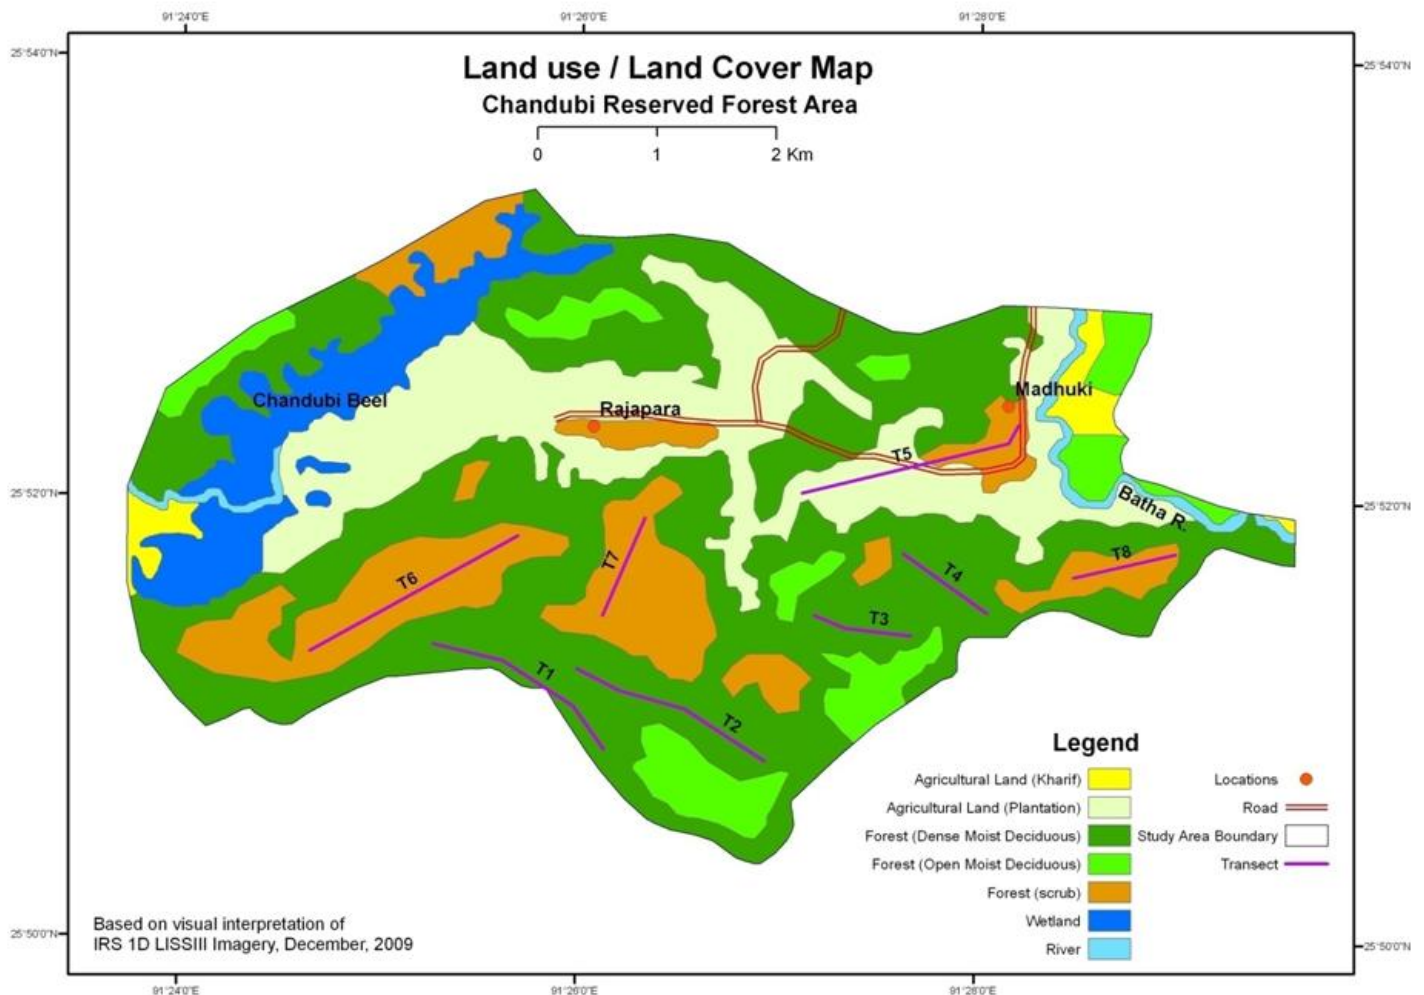 91°24'0"E
91°26'0"E
91°28'0"E
25°54'0"N
25°54'0"N
Land use / Land Cover Map
Chandubi Reserved Forest Area
0 1 2 Km
Chandubi Beel
Rajapara
Madhuki
T5
25°52'0"N
25°52'0"N
Batha R.
T6
T7
T4
T8
T3
T1
T2
Legend
Agricultural Land (Kharif)
Locations
Agricultural Land (Plantation)
Road
Forest (Dense Moist Deciduous)
Study Area Boundary
Forest (Open Moist Deciduous)
Transect
Forest (scrub)
Wetland
River
Based on visual interpretation of
IRS 1D LISSIII Imagery, December, 2009
25°50'0"N
25°50'0"N
91°24'0"E
91°26'0"E
91°28'0"E